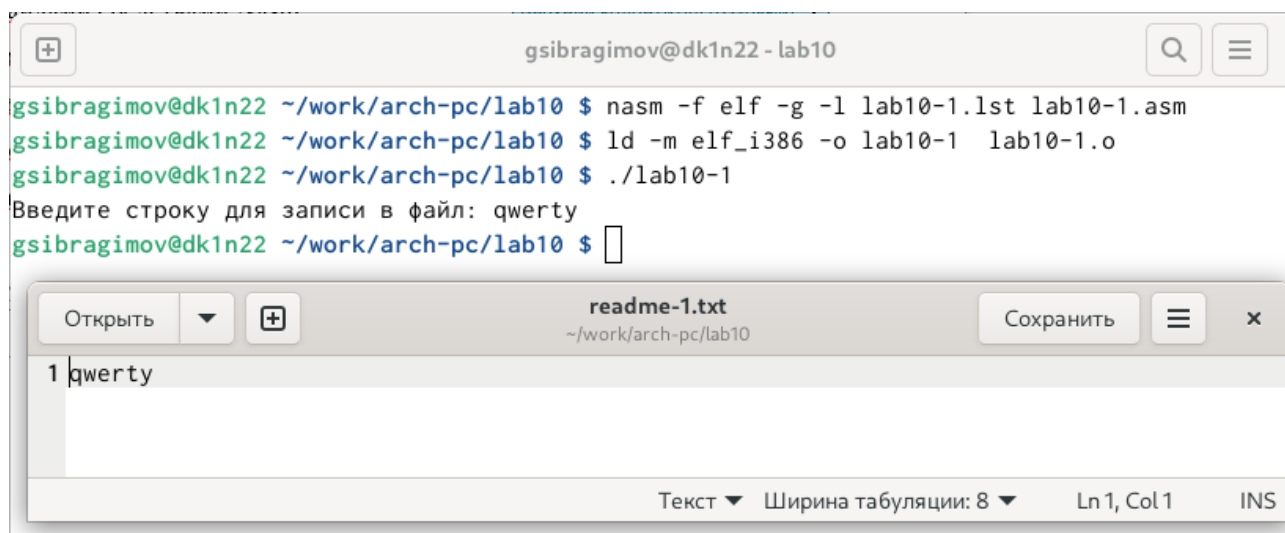 gsibragimov@dk1n22 - lab10
gsibragimov@dk1n22 ~/work/arch-pc/lab10 $ nasm -f elf -g -l lab10-1.lst lab10-1.asm
gsibragimov@dk1n22 ~/work/arch-pc/lab10 $ ld -m elf_i386 -o lab10-1  lab10-1.o
gsibragimov@dk1n22 ~/work/arch-pc/lab10 $ ./lab10-1
Введите строку для записи в файл: qwerty
gsibragimov@dk1n22 ~/work/arch-pc/lab10 $
Открыть readme-1.txt Сохранить
~/work/arch-pc/lab10
1 qwerty
Текст Ширина табуляции: 8 Ln 1, Col 1 INS